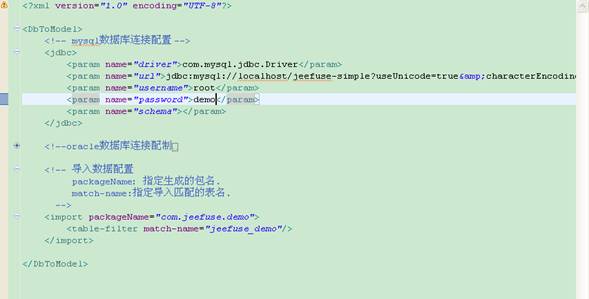 <?xml version="1.0" encoding="UTF-8"?>
<DbToModel>
<!-- mysql数据库连接配置 -->
<jdbc>
<param name="driver">com.mysql.jdbc.Driver</param>
<param name="url">jdbc:mysql://localhost/jeefuse-simple?useUnicode=true&amp;characterEncoding
<param name="username">root</param>
<param name="password">demo</param>
<param name="schema"></param>
</jdbc>
<!--oracle数据库连接配制
<!-- 导入数据配置
packageName: 指定生成的包名.
match-name:指定导入匹配的表名.
-->
<import packageName="com.jeefuse.demo">
<table-filter match-name="jeefuse_demo"/>
</import>
</DbToModel>